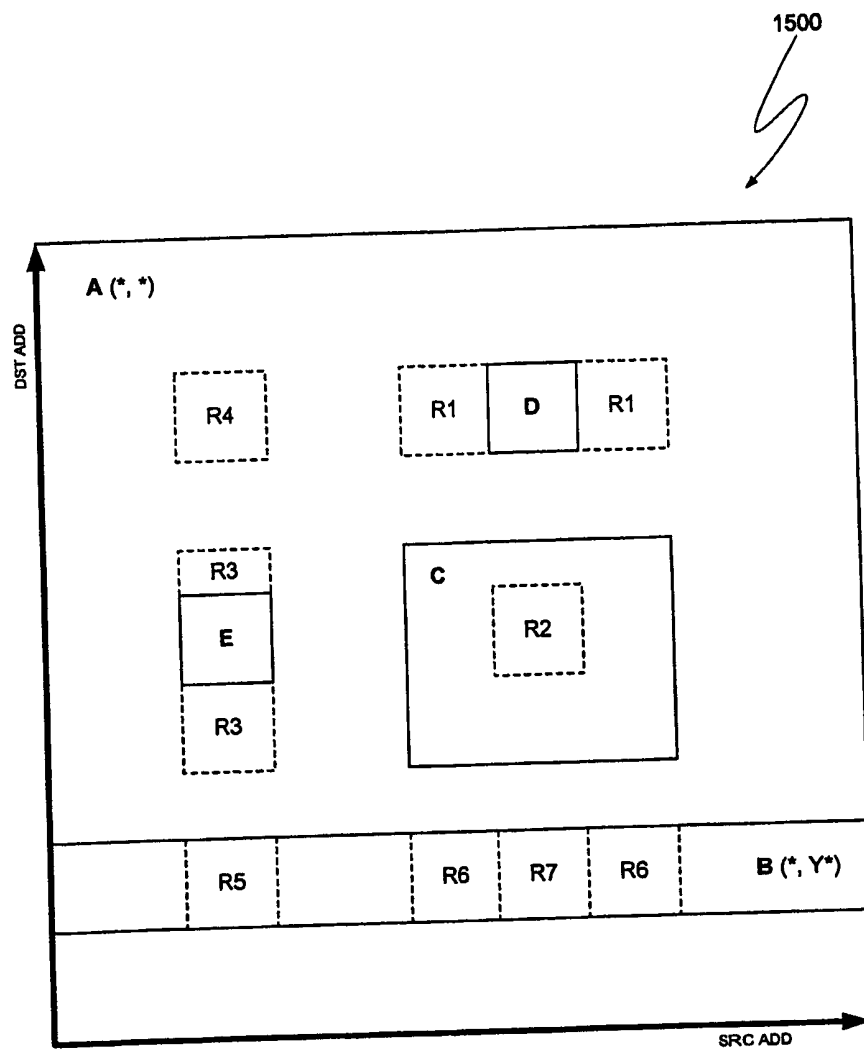 1500
DST ADD
A (*, *)
R4
R1
D
R1
R3
C
E
R2
R3
R5
R6
R7
R6
B (*, Y*)
SRC ADD